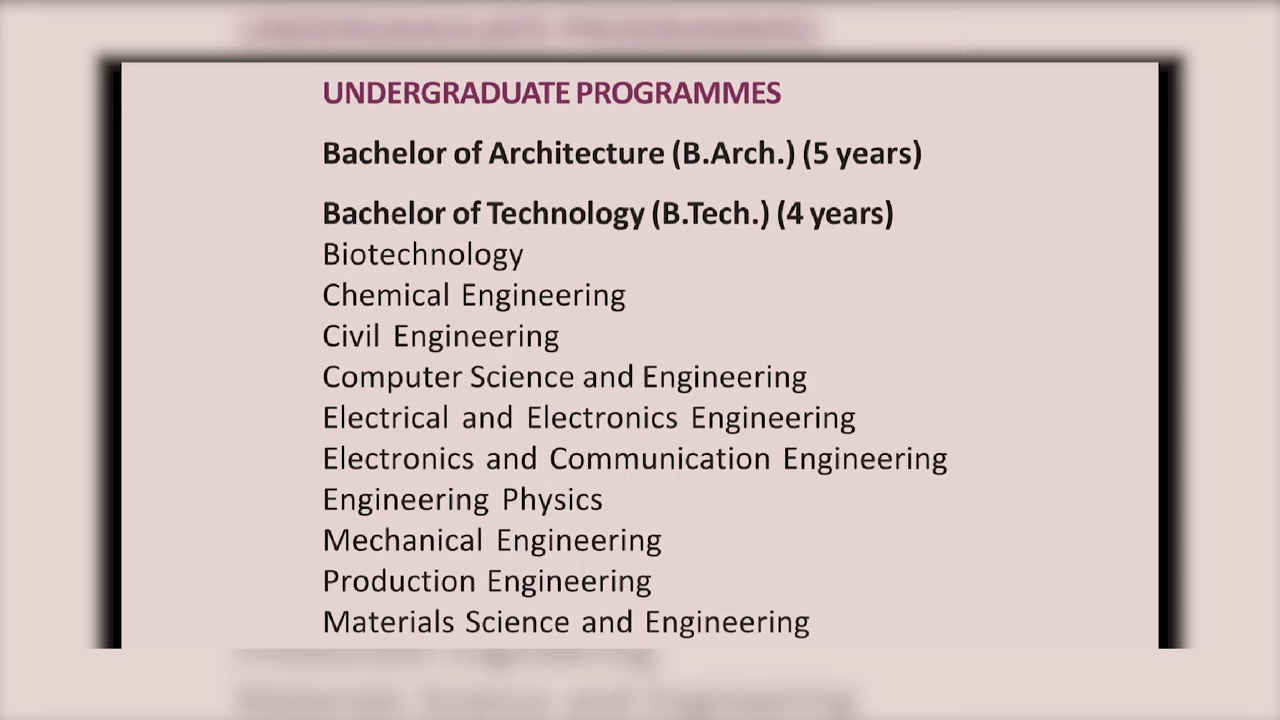 UNDERGRADUATE PROGRAMMES
Bachelor of Architecture (B.Arch.) (5 years)
Bachelor of Technology (B.Tech.) (4 years)
Biotechnology
Chemical Engineering
Civil Engineering
Computer Science and Engineering
Electrical and Electronics Engineering
Electronics and Communication Engineering
Engineering Physics
Mechanical Engineering
Production Engineering
Materials Science and Engineering